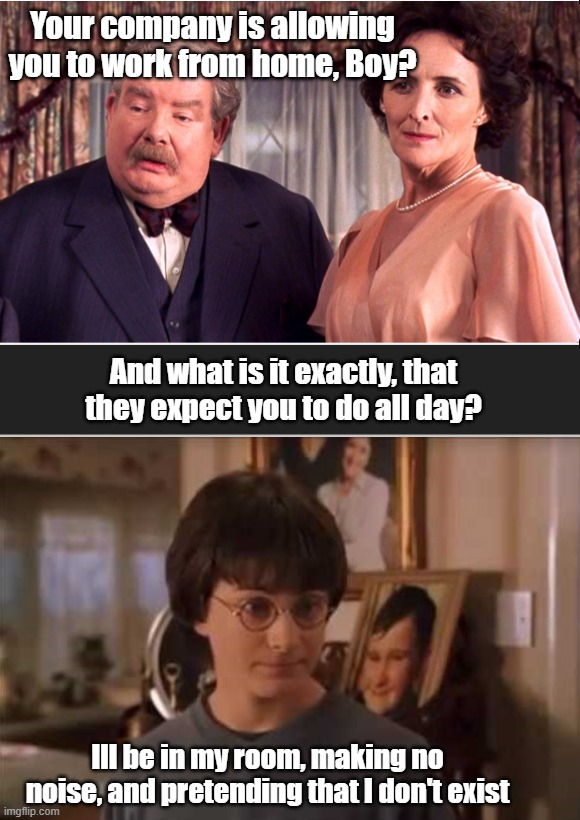 Your company is allowing
you to work from home, Boy?
And what is it exactly, that
they expect you to do all day?
Ill be in my room, making no
noise, and pretending that I don't exist
imgflip.com